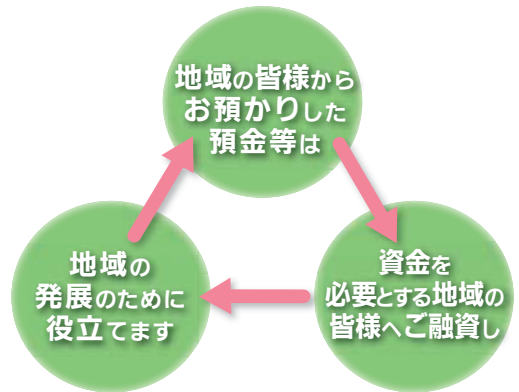 地域の皆様から
お預かりした
預金等は
資金を
必要とする地域の
皆様へご融資し
地域の
発展のために
役立てます